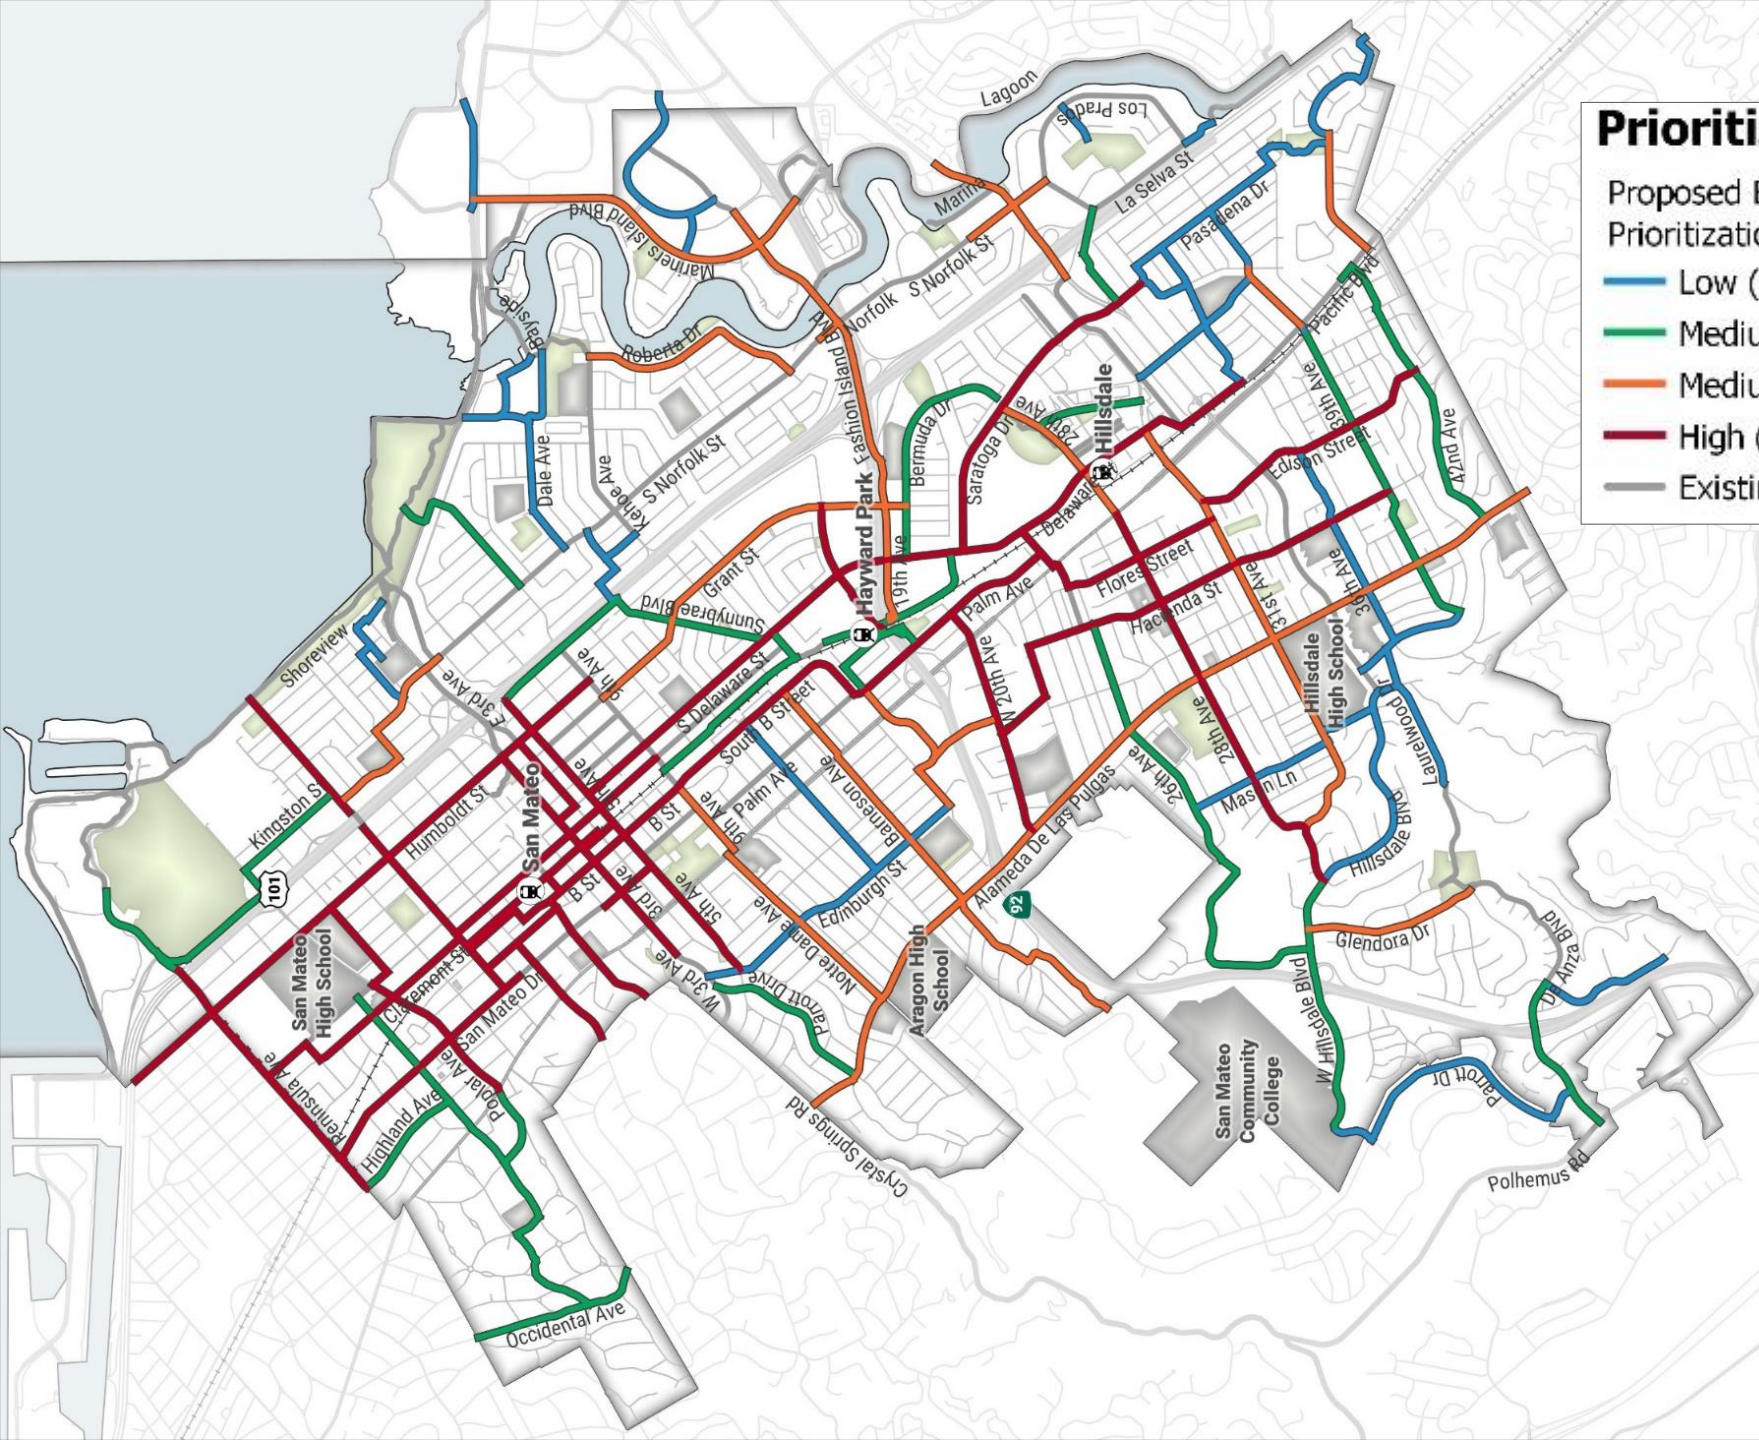 Prioriti
Proposed
Prioritizatio
Low (
Mediu
Mediu
High (
Existi
Lagoon
Los Prados
La Selva St
Marina
Pasadena Dr
Mariners Island Blvd
S Norfolk St
Norfolk
Pacific Blvd
Bayside
Roberta Dr
Fashion Island Blvd
Bermuda Dr
Saratoga Dr
28th Ave
Hillsdale
39th Ave
Edison Street
42nd Ave
Dale Ave
Kehoe Ave
S Norfolk St
Delaware St
Hayward Park
19th Ave
Grant St
Sunnybrae Blvd
Palm Ave
Flores Street
Hacienda St
31st Ave
36th Ave
Hillsdale
High School
Shoreview
E 3rd Ave
9th Ave
S Delaware St
South B Street
N 20th Ave
28th Ave
26th Ave
Mason Ln
Laurelwood Dr
Hillsdale Blvd
Kingston St
Humboldt St
San Mateo
B St
9th Ave
Palm Ave
Barneson Ave
Alameda De Las Pulgas
101
92
B St
3rd Ave
5th Ave
Edinburgh St
Notre Dame Ave
Glendora Dr
De Anza Blvd
San Mateo
High School
Claremont St
San Mateo Dr
W 3rd Ave
Parrott Drive
Aragon High
School
W Hillsdale Blvd
San Mateo
Community
College
Parrott Dr
Peninsula Ave
Highland Ave
Poplar Ave
Crystal Springs Rd
Polhemus Rd
Occidental Ave